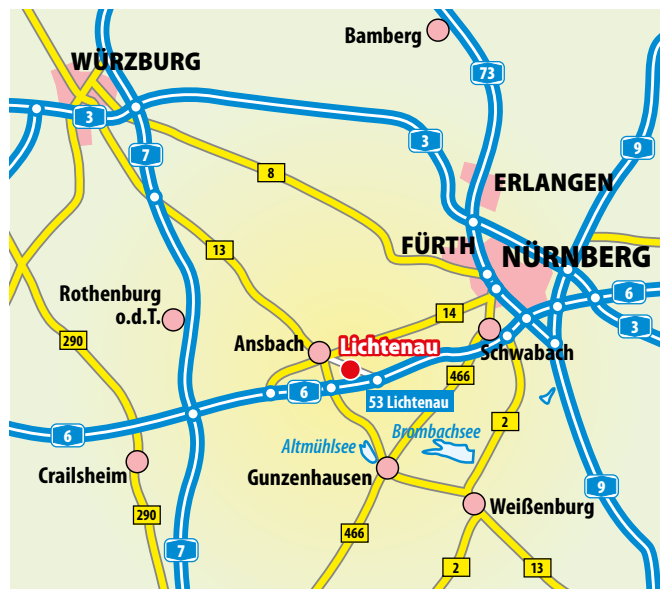 Bamberg
WÜRZBURG
73
3
3
9
7
8
ERLANGEN
13
FÜRTH
NÜRNBERG
6
Rothenburg
o.d.T.
14
3
290
Ansbach
Lichtenau
Schwabach
466
6
53 Lichtenau
6
2
Altmühlsee
Brombachsee
Crailsheim
Gunzenhausen
9
Weißenburg
290
466
7
2
13